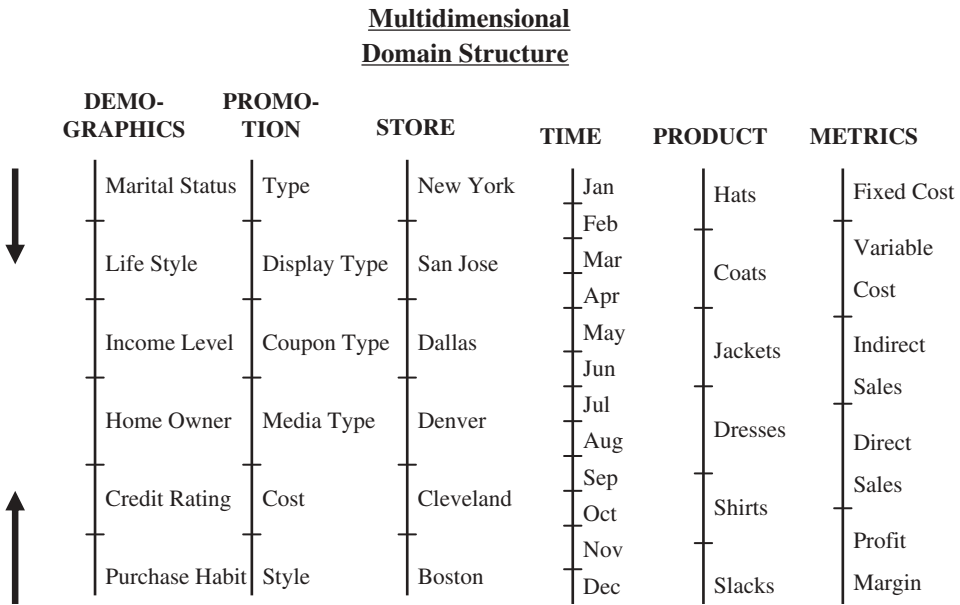 Multidimensional
Domain Structure
DEMO-
GRAPHICS
Marital Status
Life Style
Income Level
Home Owner
Credit Rating
Purchase Habit
PROMO-
TION
Type
Display Type
Coupon Type
Media Type
Cost
Style
STORE
New York
San Jose
Dallas
Denver
Cleveland
Boston
TIME
Jan
Feb
Mar
Apr
May
Jun
Jul
Aug
Sep
Oct
Nov
Dec
PRODUCT
Hats
Coats
Jackets
Dresses
Shirts
Slacks
METRICS
Fixed Cost
Variable
Cost
Indirect
Sales
Direct
Sales
Profit
Margin